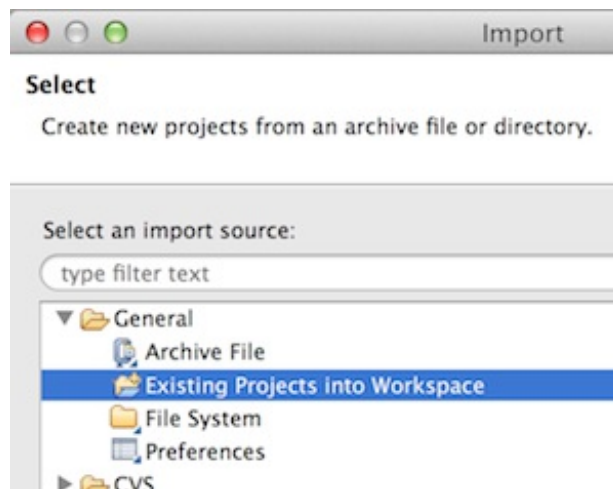 Import
Select
Create new projects from an archive file or directory.
Select an import source:
type filter text
General
Archive File
Existing Projects into Workspace
File System
Preferences
CVS